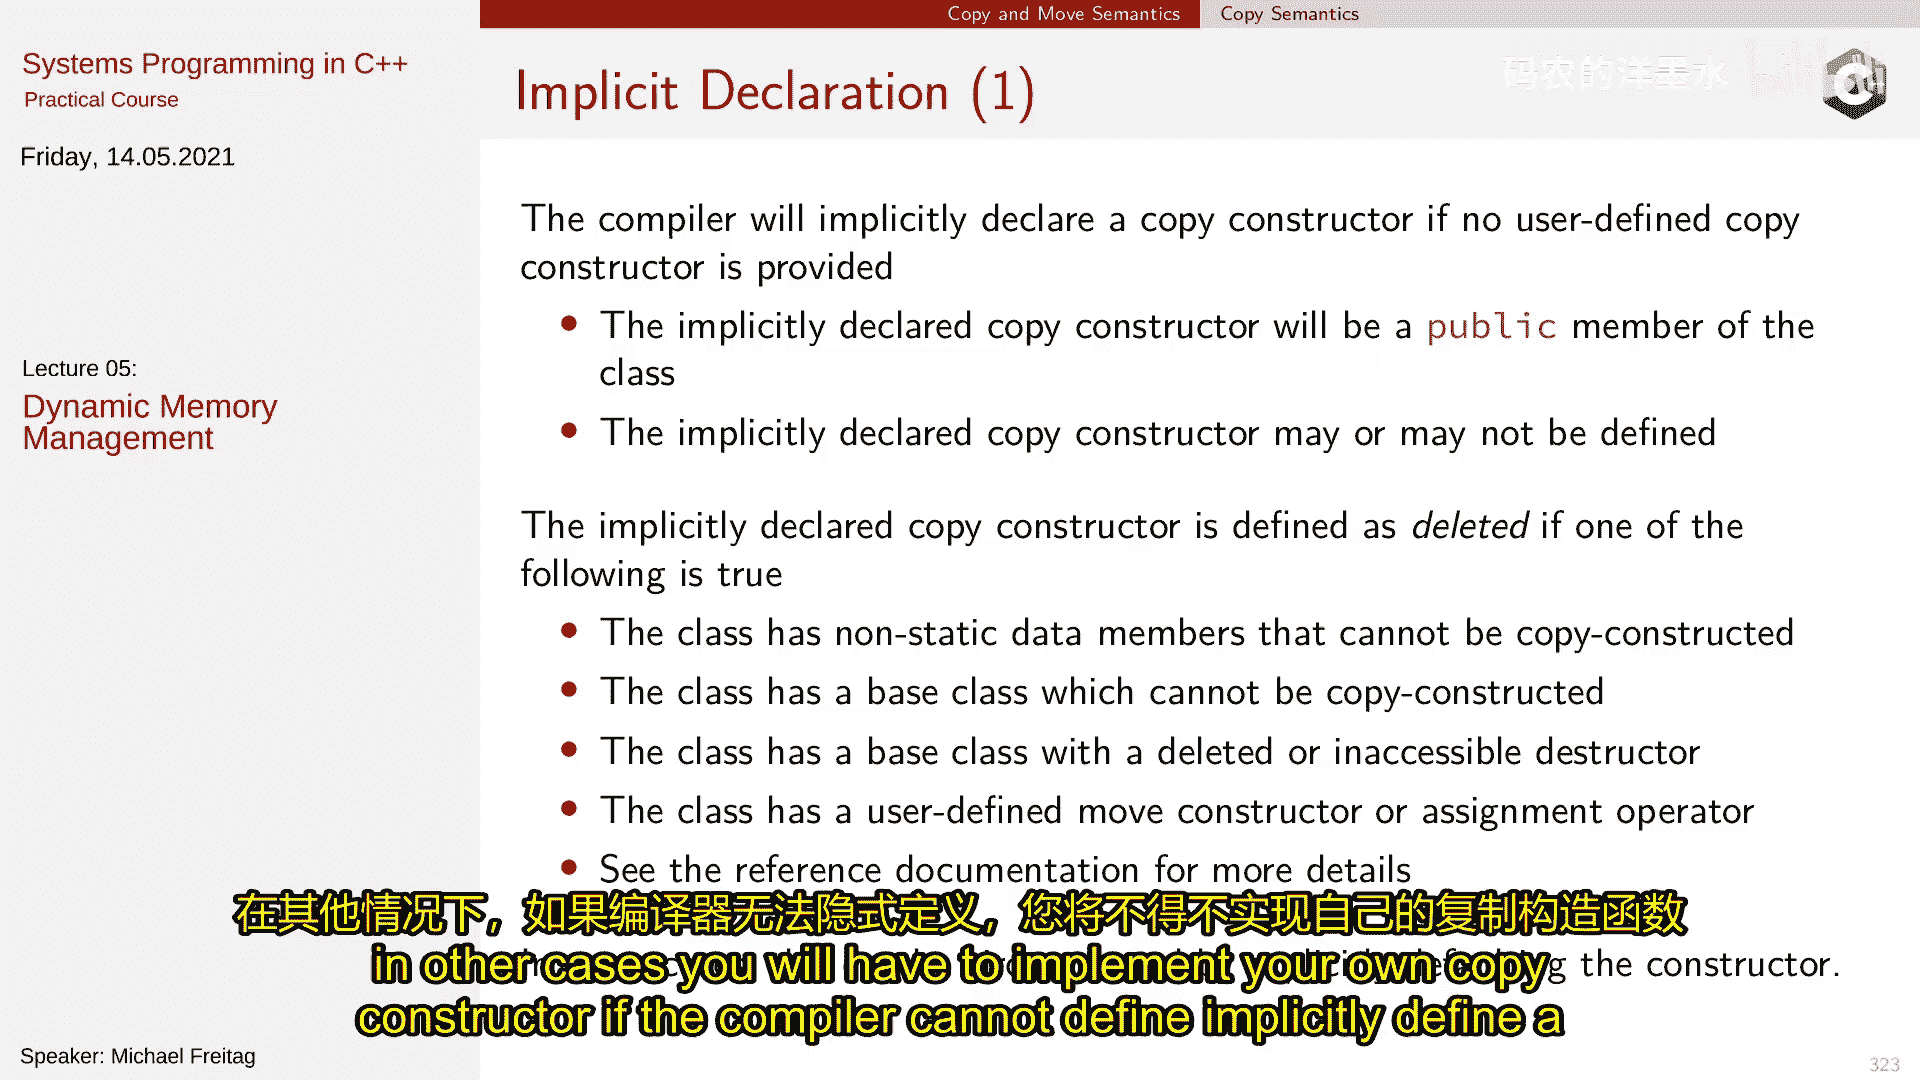 Copy and Move Semantics
Copy Semantics
Systems Programming in C++
Practical Course
Friday, 14.05.2021
Lecture 05:
Dynamic Memory
Management
Speaker: Michael Freitag
Implicit Declaration (1)
码农的洋墨水
The compiler will implicitly declare a copy constructor if no user-defined copy
constructor is provided
• The implicitly declared copy constructor will be a public member of the
class
• The implicitly declared copy constructor may or may not be defined
The implicitly declared copy constructor is defined as deleted if one of the
following is true
• The class has non-static data members that cannot be copy-constructed
• The class has a base class which cannot be copy-constructed
• The class has a base class with a deleted or inaccessible destructor
• The class has a user-defined move constructor or assignment operator
• See the reference documentation for more details
the constructor.
在其他情况下，如果编译器无法隐式定义，您将不得不实现自己的复制构造函数
in other cases you will have to implement your own copy
constructor if the compiler cannot define implicitly define a
323